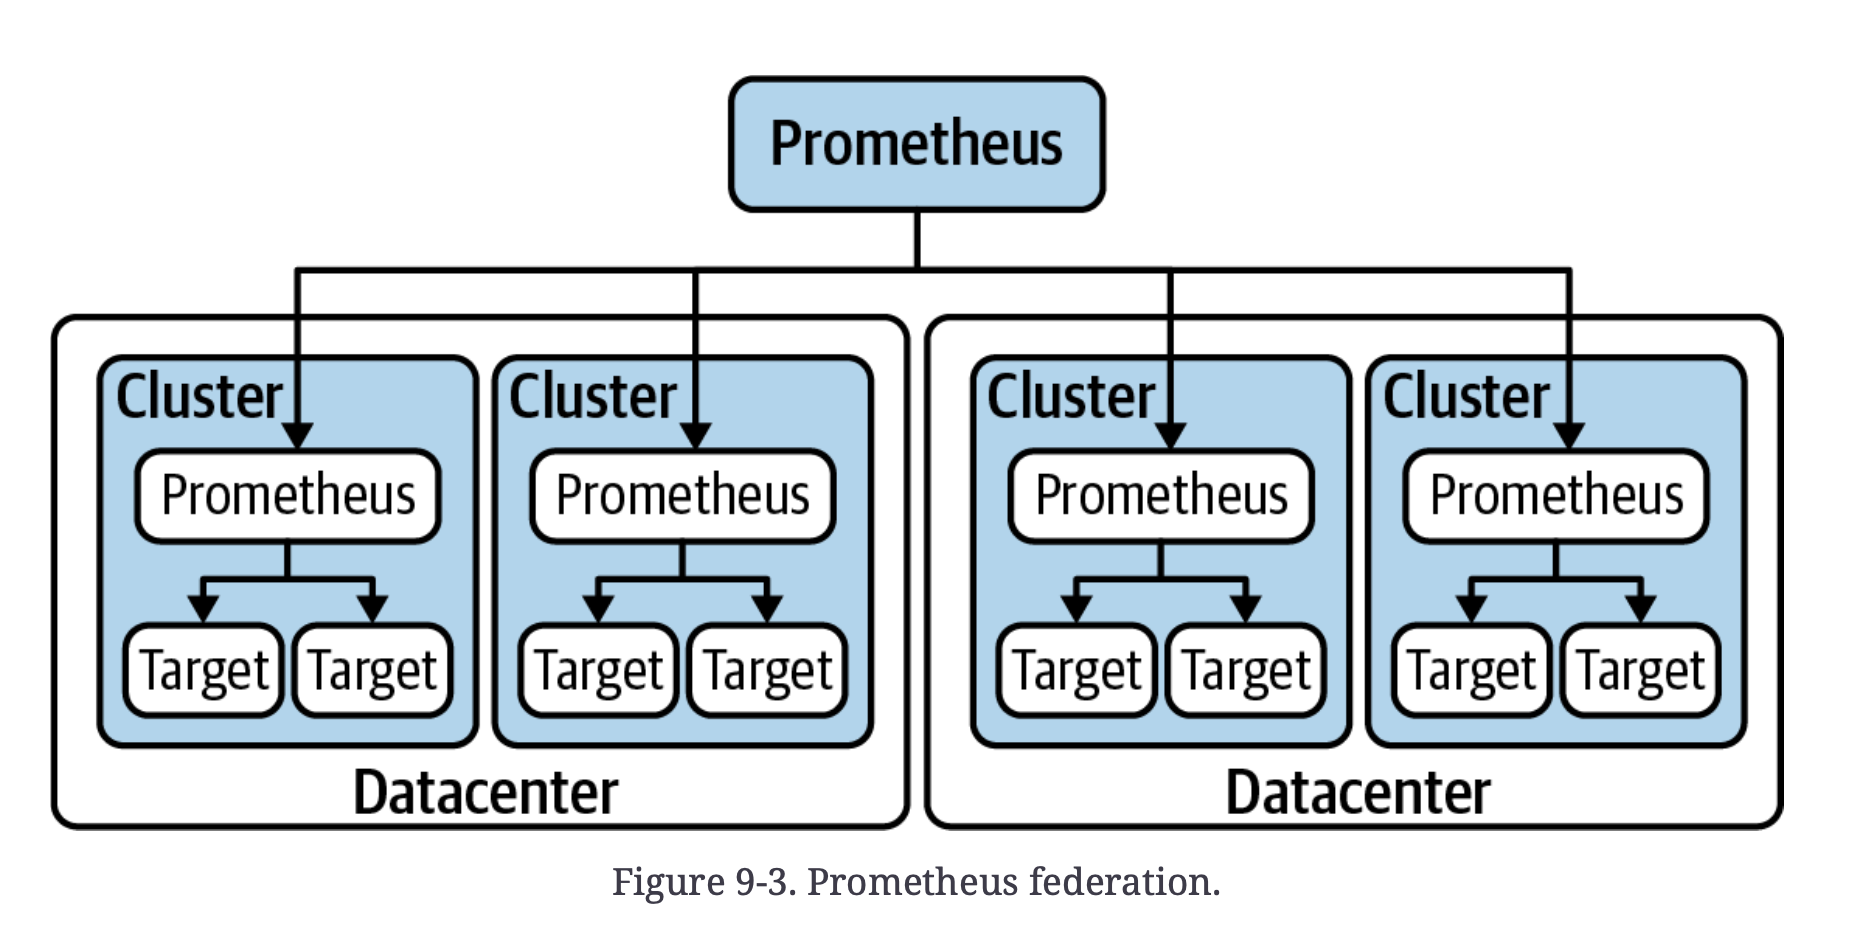 Prometheus
Cluster Cluster Cluster Cluster
Prometheus Prometheus Prometheus Prometheus
Target Target Target Target Target Target Target Target
Datacenter Datacenter
Figure 9-3. Prometheus federation.